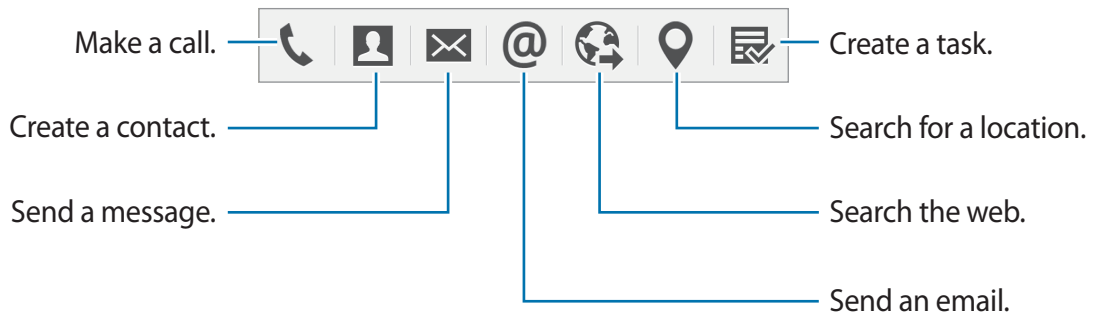 Make a call.
Create a contact.
Send a message.
@
Create a task.
Search for a location.
Search the web.
Send an email.